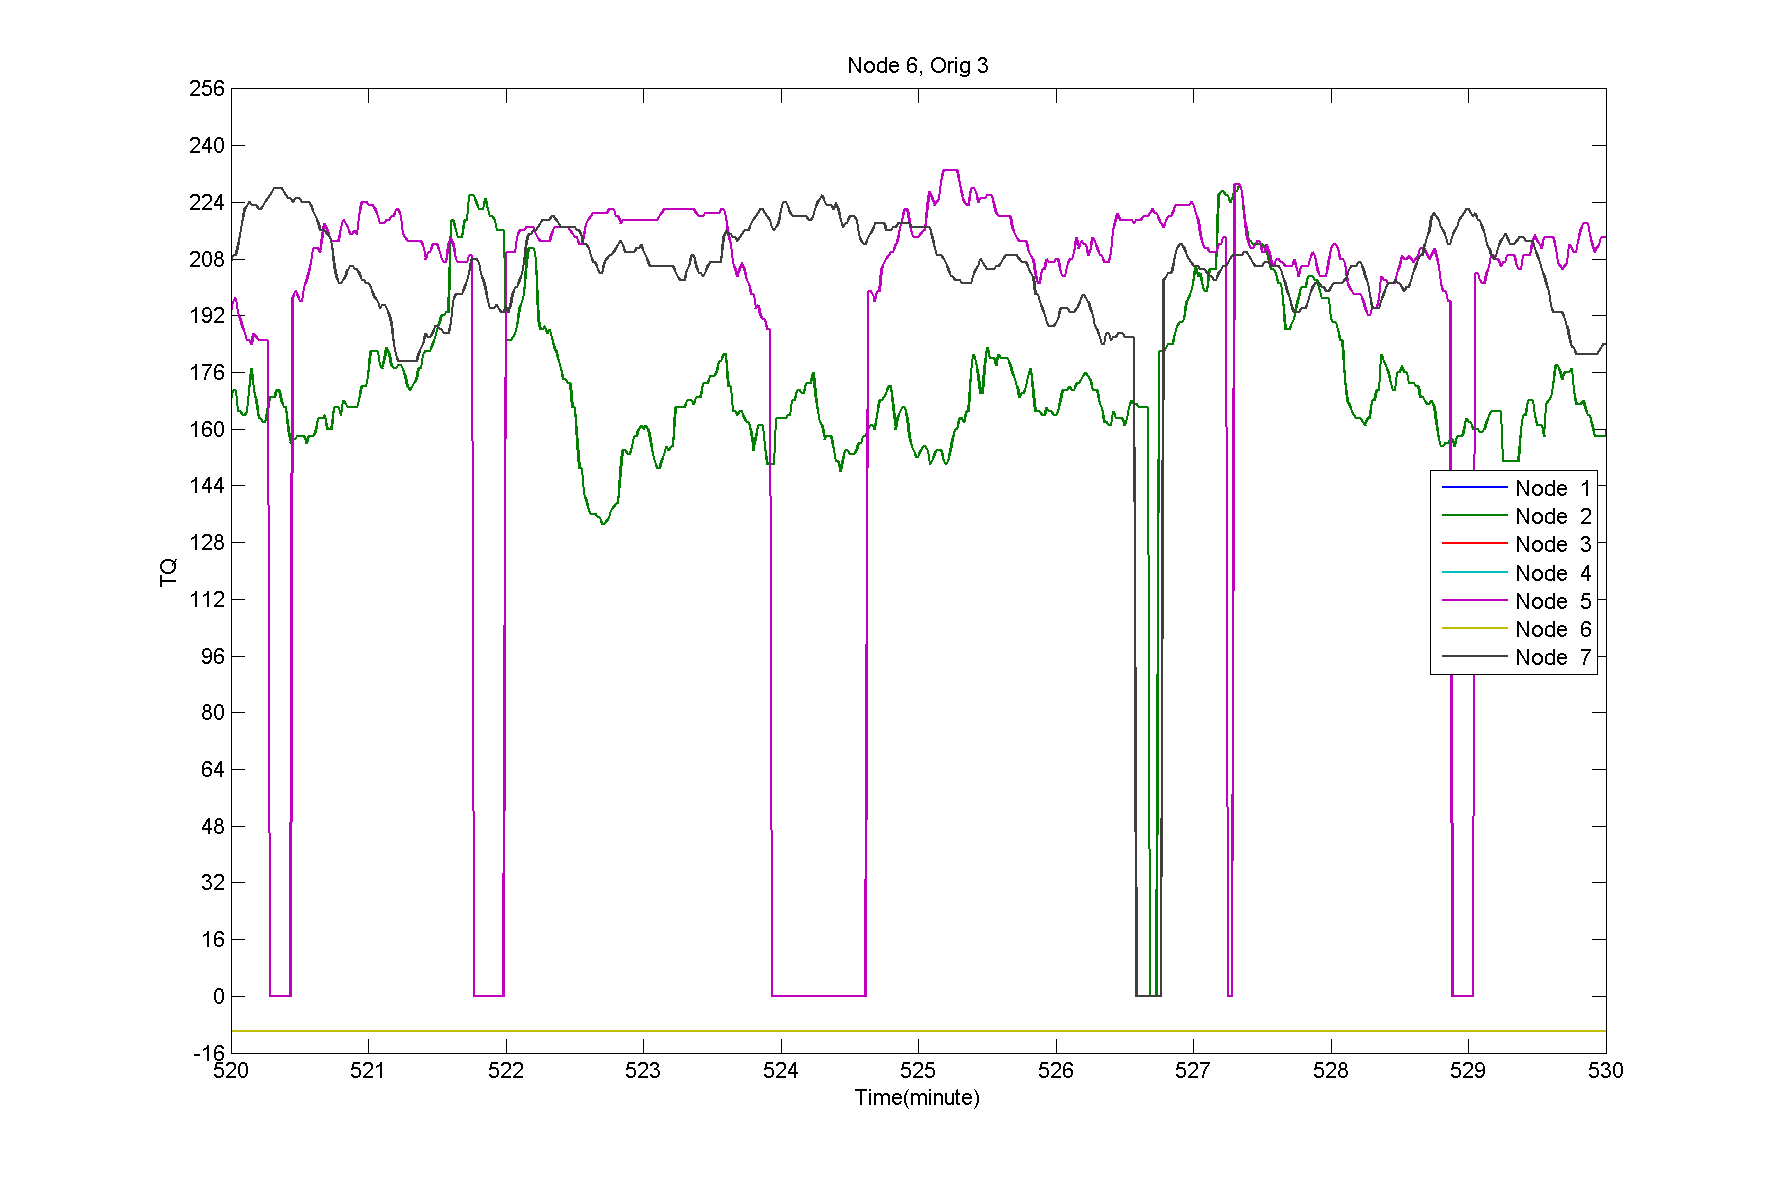 Node 6, Orig 3
256
240
224
208
192
176
160
144
128
112
96
80
64
48
32
16
0
-16
TQ
Node 1
Node 2
Node 3
Node 4
Node 5
Node 6
Node 7
520 521 522 523 524 525 526 527 528 529 530
Time(minute)